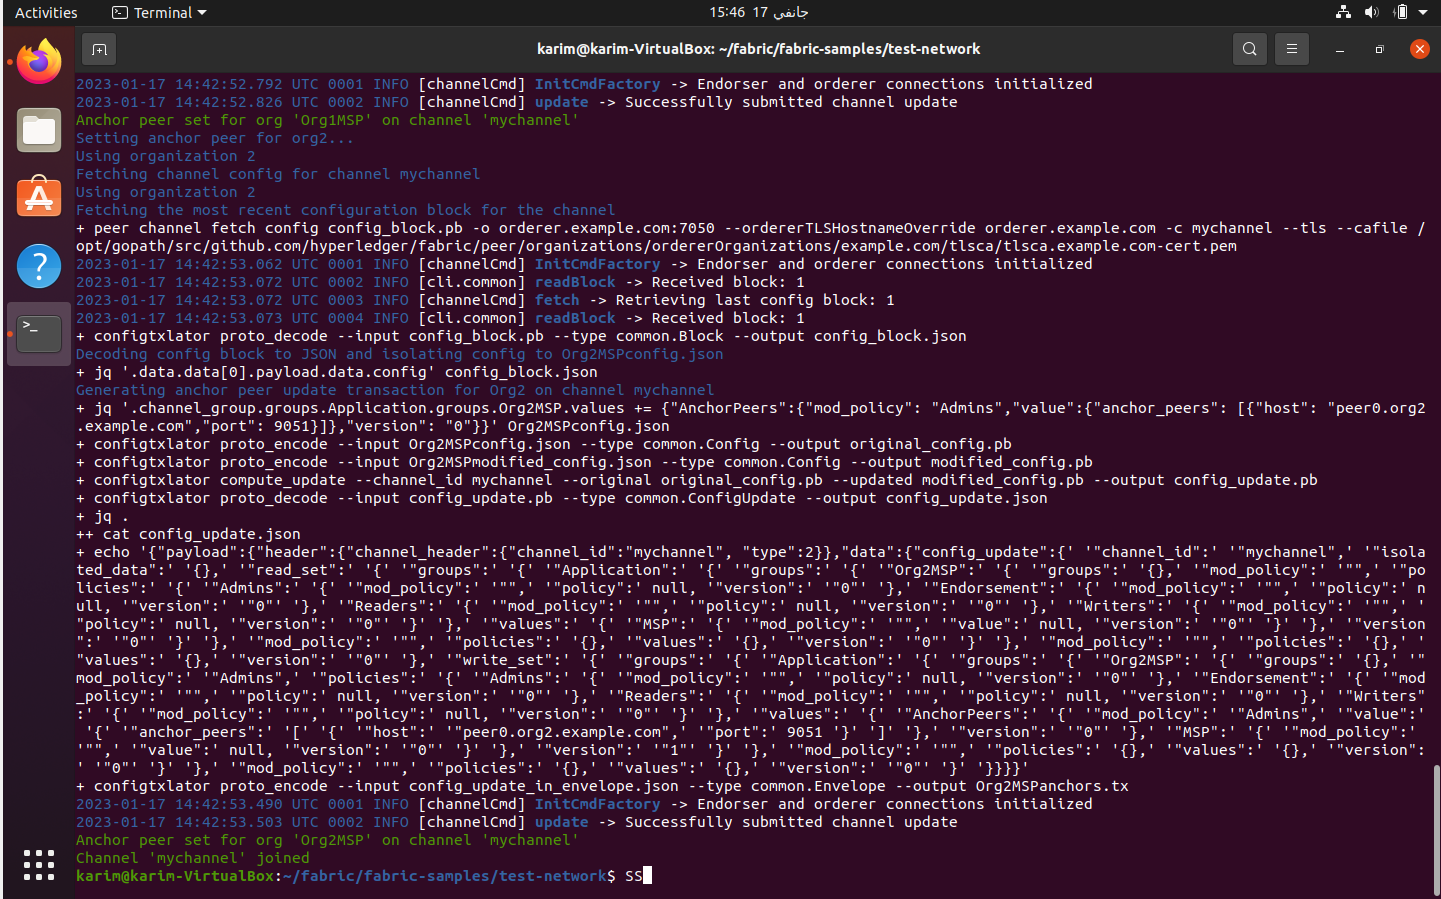 Activities
Terminal
15:46 17 جانفي
karim@karim-VirtualBox: ~/fabric/fabric-samples/test-network
2023-01-17 14:42:52.792 UTC 0001 INFO [channelCmd] InitCmdFactory -> Endorser and orderer connections initialized
2023-01-17 14:42:52.826 UTC 0002 INFO [channelCmd] update -> Successfully submitted channel update
Anchor peer set for org 'Org1MSP' on channel 'mychannel'
Setting anchor peer for org2...
Using organization 2
Fetching channel config for channel mychannel
Using organization 2
Fetching the most recent configuration block for the channel
+ peer channel fetch config config_block.pb -o orderer.example.com:7050 --ordererTLSHostnameOverride orderer.example.com -c mychannel --tls --cafile /
opt/gopath/src/github.com/hyperledger/fabric/peer/organizations/ordererOrganizations/example.com/tlsca/tlsca.example.com-cert.pem
2023-01-17 14:42:53.062 UTC 0001 INFO [channelCmd] InitCmdFactory -> Endorser and orderer connections initialized
2023-01-17 14:42:53.072 UTC 0002 INFO [cli.common] readBlock -> Received block: 1
2023-01-17 14:42:53.072 UTC 0003 INFO [channelCmd] fetch -> Retrieving last config block: 1
2023-01-17 14:42:53.073 UTC 0004 INFO [cli.common] readBlock -> Received block: 1
+ configtxlator proto_decode --input config_block.pb --type common.Block --output config_block.json
Decoding config block to JSON and isolating config to Org2MSPconfig.json
+ jq '.data.data[0].payload.data.config' config_block.json
Generating anchor peer update transaction for Org2 on channel mychannel
+ jq '.channel_group.groups.Application.groups.Org2MSP.values += {"AnchorPeers":{"mod_policy": "Admins","value":{"anchor_peers": [{"host": "peer0.org2
.example.com","port": 9051}]},"version": "0"}}' Org2MSPconfig.json
+ configtxlator proto_encode --input Org2MSPconfig.json --type common.Config --output original_config.pb
+ configtxlator proto_encode --input Org2MSPmodified_config.json --type common.Config --output modified_config.pb
+ configtxlator compute_update --channel_id mychannel --original original_config.pb --updated modified_config.pb --output config_update.pb
+ configtxlator proto_decode --input config_update.pb --type common.ConfigUpdate --output config_update.json
+ jq .
++ cat config_update.json
+ echo '{"payload":{"header":{"channel_header":{"channel_id":"mychannel", "type":2}},"data":{"config_update":{' '"channel_id":' '"mychannel",' '"isola
ted_data":' '{},' '"read_set":' '{' '"groups":' '{' '"Application":' '{' '"groups":' '{' '"Org2MSP":' '{' '"groups":' '{},' '"mod_policy":' '"",' '"po
licies":' '{' '"Admins":' '{' '"mod_policy":' '"",' '"policy":' null, '"version":' '"0"' '},' '"Endorsement":' '{' '"mod_policy":' '"",' '"policy":' n
ull, '"version":' '"0"' '},' '"Readers":' '{' '"mod_policy":' '"",' '"policy":' null, '"version":' '"0"' '},' '"Writers":' '{' '"mod_policy":' '"",' '
"policy":' null, '"version":' '"0"' '}' '},' '"values":' '{' '"MSP":' '{' '"mod_policy":' '"",' '"value":' null, '"version":' '"0"' '}' '},' '"version
":' '"0"' '}' '},' '"mod_policy":' '"",' '"policies":' '{},' '"values":' '{},' '"version":' '"0"' '}' '},' '"mod_policy":' '"",' '"policies":' '{},' '
"values":' '{},' '"version":' '"0"' '},' '"write_set":' '{' '"groups":' '{' '"Application":' '{' '"groups":' '{' '"Org2MSP":' '{' '"groups":' '{},' '"
mod_policy":' '"Admins",' '"policies":' '{' '"Admins":' '{' '"mod_policy":' '"",' '"policy":' null, '"version":' '"0"' '},' '"Endorsement":' '{' '"mod
_policy":' '"",' '"policy":' null, '"version":' '"0"' '},' '"Readers":' '{' '"mod_policy":' '"",' '"policy":' null, '"version":' '"0"' '},' '"Writers"
:' '{' '"mod_policy":' '"",' '"policy":' null, '"version":' '"0"' '}' '},' '"values":' '{' '"AnchorPeers":' '{' '"mod_policy":' '"Admins",' '"value":'
'{' '"anchor_peers":' '[' '{' '"host":' '"peer0.org2.example.com",' '"port":' 9051 '}' ']' '},' '"version":' '"0"' '},' '"MSP":' '{' '"mod_policy":'
'"",' '"value":' null, '"version":' '"0"' '}' '},' '"version":' '"1"' '}' '},' '"mod_policy":' '"",' '"policies":' '{},' '"values":' '{},' '"version":
' '"0"' '}' '},' '"mod_policy":' '"",' '"policies":' '{},' '"values":' '{},' '"version":' '"0"' '}' '}}}}'
+ configtxlator proto_encode --input config_update_in_envelope.json --type common.Envelope --output Org2MSPanchors.tx
2023-01-17 14:42:53.490 UTC 0001 INFO [channelCmd] InitCmdFactory -> Endorser and orderer connections initialized
2023-01-17 14:42:53.503 UTC 0002 INFO [channelCmd] update -> Successfully submitted channel update
Anchor peer set for org 'Org2MSP' on channel 'mychannel'
Channel 'mychannel' joined
karim@karim-VirtualBox:~/fabric/fabric-samples/test-network$ SS